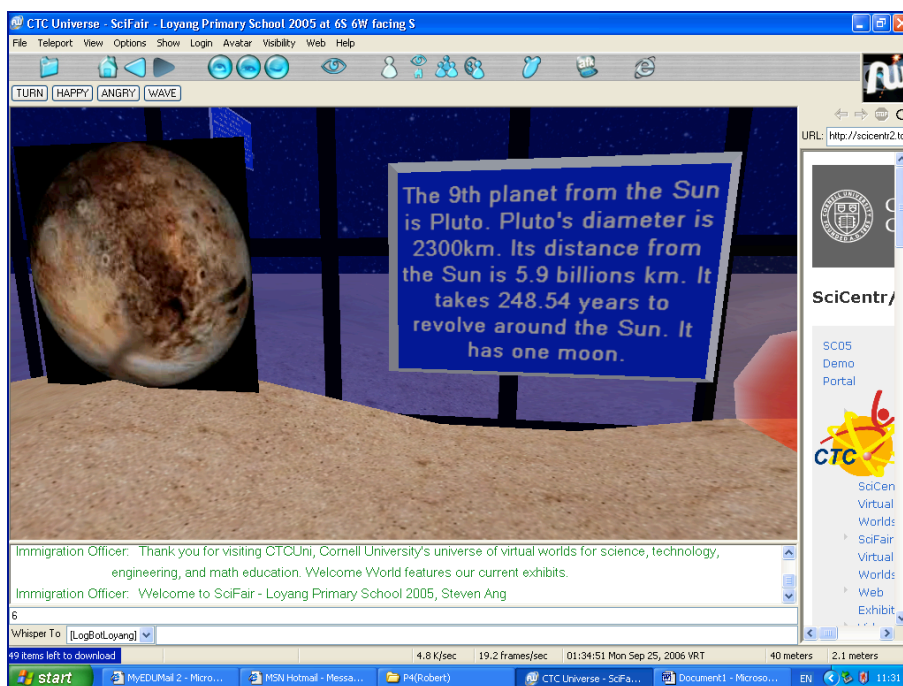 CTC Universe - SciFair - Loyang Primary School 2005 at 6S 6W facing S
File Teleport View Options Show Login Avatar Visibility Web Help
TURN HAPPY ANGRY WAVE
URL: http://scicentr2.tc
The 9th planet from the Sun
is Pluto. Pluto's diameter is
2300km. Its distance from
the Sun is 5.9 billions km. It
takes 248.54 years to
revolve around the Sun. It
has one moon.
SciCentr/
SC05
Demo
Portal
CTC
SciCen
Virtual
Worlds
SciFair
Virtual
Worlds
Web
Exhibit
Immigration Officer: Thank you for visiting CTCUni, Cornell University's universe of virtual worlds for science, technology,
engineering, and math education. Welcome World features our current exhibits.
Immigration Officer: Welcome to SciFair - Loyang Primary School 2005, Steven Ang
6
Whisper To [LogBotLoyang]
49 items left to download 4.8 K/sec 19.2 frames/sec 01:34:51 Mon Sep 25, 2006 VRT 40 meters 2.1 meters
start MyEDUMail 2 - Micro... MSN Hotmail - Messa... P4(Robert) CTC Universe - SciFa... Document1 - Microso... EN 11:31